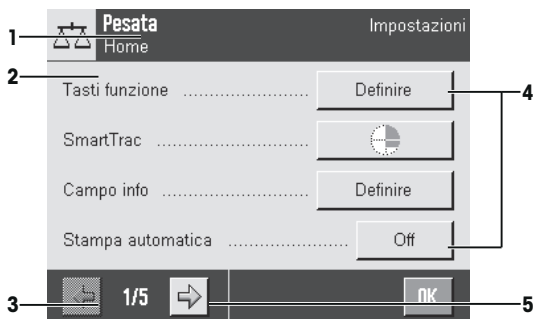 Pesata
Impostazioni
1
Home
2
Tasti funzione ........................ Definire
4
SmartTrac ............................
Campo info ........................... Definire
Stampa automatica ...................... Off
3
1/5
OK
5